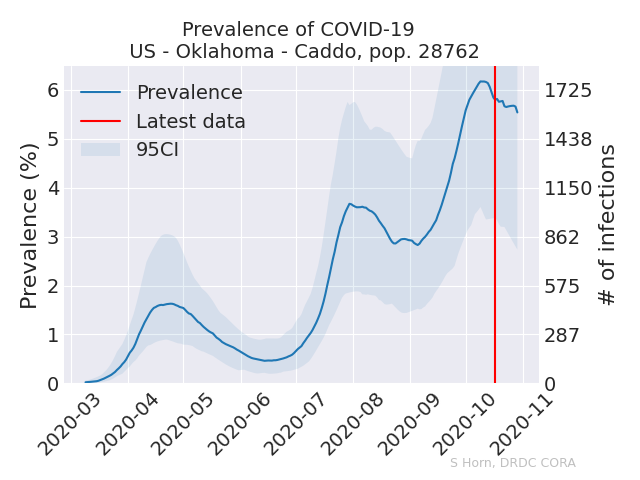 Prevalence of COVID-19
US - Oklahoma - Caddo, pop. 28762
Prevalence
Latest data
95CI
Prevalence (%)
6
5
4
3
2
1
0
1725
1438
1150
862
575
287
0
# of infections
2020-03
2020-04
2020-05
2020-06
2020-07
2020-08
2020-09
2020-10
2020-11
S Horn, DRDC CORA